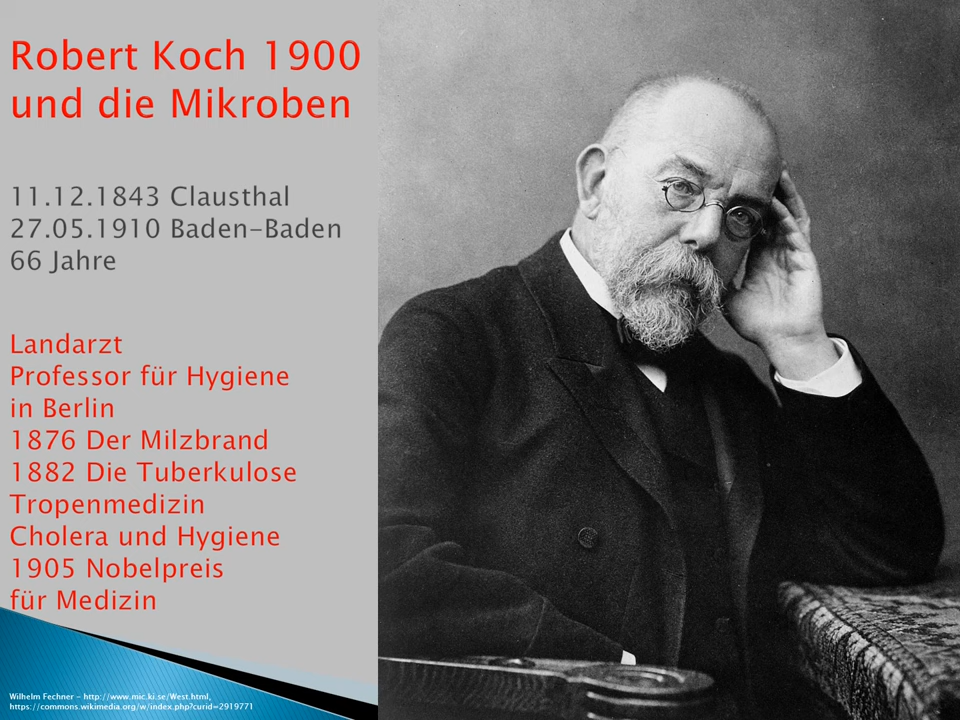 Robert Koch 1900
und die Mikroben
11.12.1843 Clausthal
27.05.1910 Baden-Baden
66 Jahre
Landarzt
Professor für Hygiene
in Berlin
1876 Der Milzbrand
1882 Die Tuberkulose
Tropenmedizin
Cholera und Hygiene
1905 Nobelpreis
für Medizin
Wilhelm Fechner - http://www.mic.ki.se/West.html,
https://commons.wikimedia.org/w/index.php?curid=2919771